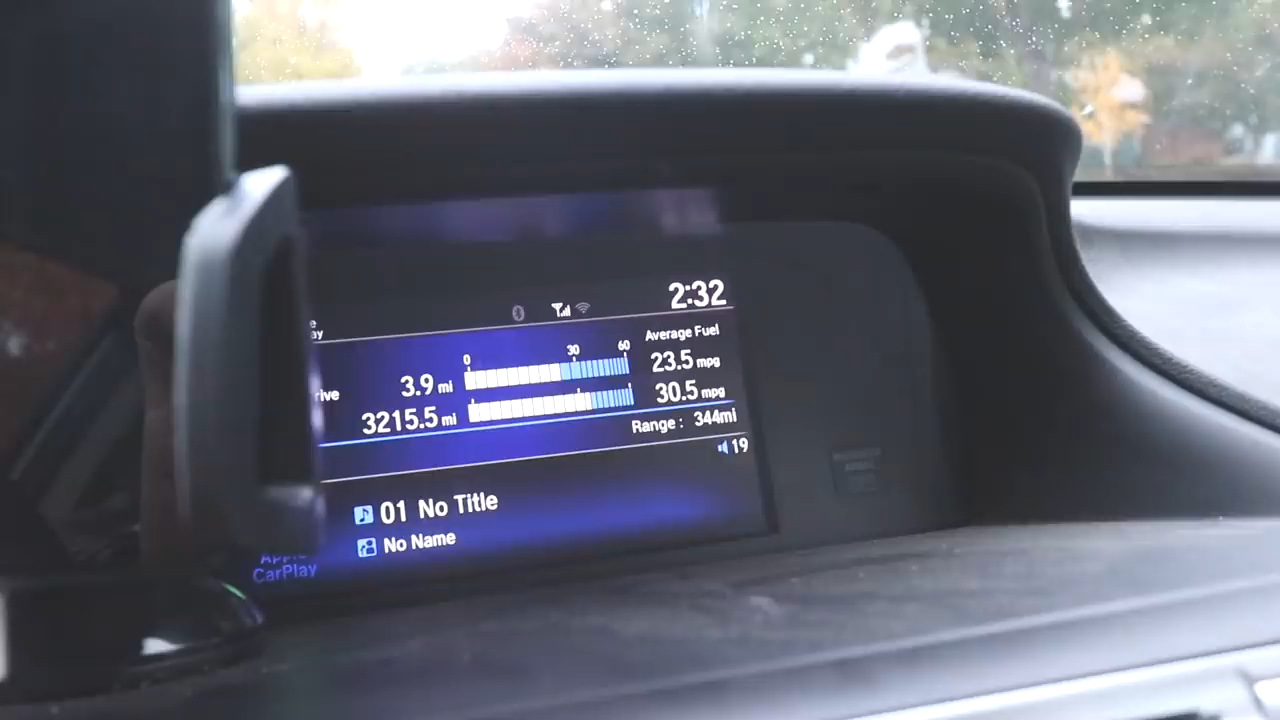 2:32
Average Fuel
0 30 60
3.9 mi 23.5 mpg
3215.5 mi 30.5 mpg
Range : 344mi
19
01 No Title
No Name
CarPlay